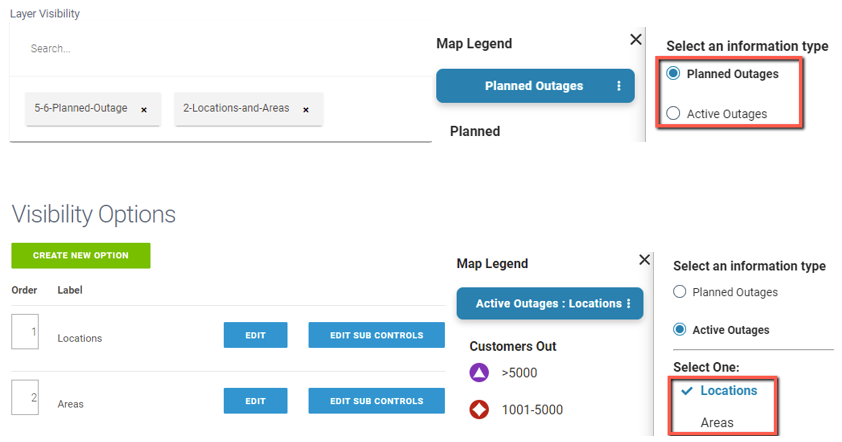 Layer Visibility
Search...
5-6-Planned-Outage ×
2-Locations-and-Areas ×
Map Legend
Planned Outages
Planned
Select an information type
Planned Outages
Active Outages
Visibility Options
CREATE NEW OPTION
Order Label
1 Locations EDIT EDIT SUB CONTROLS
2 Areas EDIT EDIT SUB CONTROLS
Map Legend
Active Outages : Locations
Customers Out
>5000
1001-5000
Select an information type
Planned Outages
Active Outages
Select One:
Locations
Areas